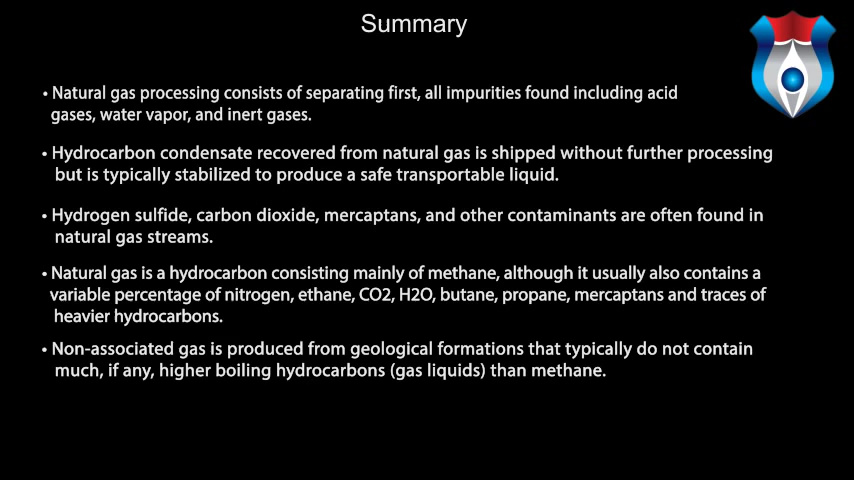 Summary
• Natural gas processing consists of separating first, all impurities found including acid
gases, water vapor, and inert gases.
• Hydrocarbon condensate recovered from natural gas is shipped without further processing
but is typically stabilized to produce a safe transportable liquid.
• Hydrogen sulfide, carbon dioxide, mercaptans, and other contaminants are often found in
natural gas streams.
• Natural gas is a hydrocarbon consisting mainly of methane, although it usually also contains a
variable percentage of nitrogen, ethane, CO2, H2O, butane, propane, mercaptans and traces of
heavier hydrocarbons.
• Non-associated gas is produced from geological formations that typically do not contain
much, if any, higher boiling hydrocarbons (gas liquids) than methane.